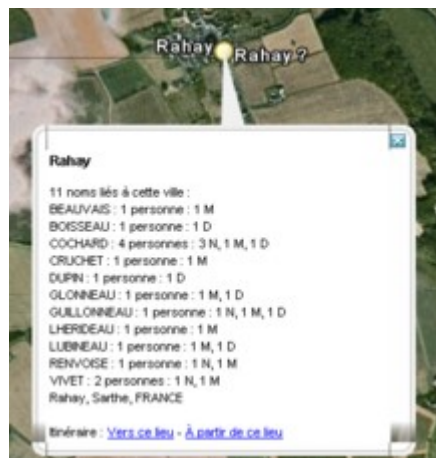 Rahay Rahay ?
Rahay
11 noms liés à cette ville :
BEAUVAIS : 1 personne : 1 M
BOISSEAU : 1 personne : 1 D
COCHARD : 4 personnes : 3 N, 1 M, 1 D
CRUCHET : 1 personne : 1 M
DUPIN : 1 personne : 1 D
GLONNEAU : 1 personne : 1 M, 1 D
GUILLONNEAU : 1 personne : 1 N, 1 M, 1 D
LHERIDEAU : 1 personne : 1 M
LUBINEAU : 1 personne : 1 M, 1 D
RENVOISE : 1 personne : 1 N, 1 M
VIVET : 2 personnes : 1 N, 1 M
Rahay, Sarthe, FRANCE
Itinéraire : Vers ce lieu - À partir de ce lieu